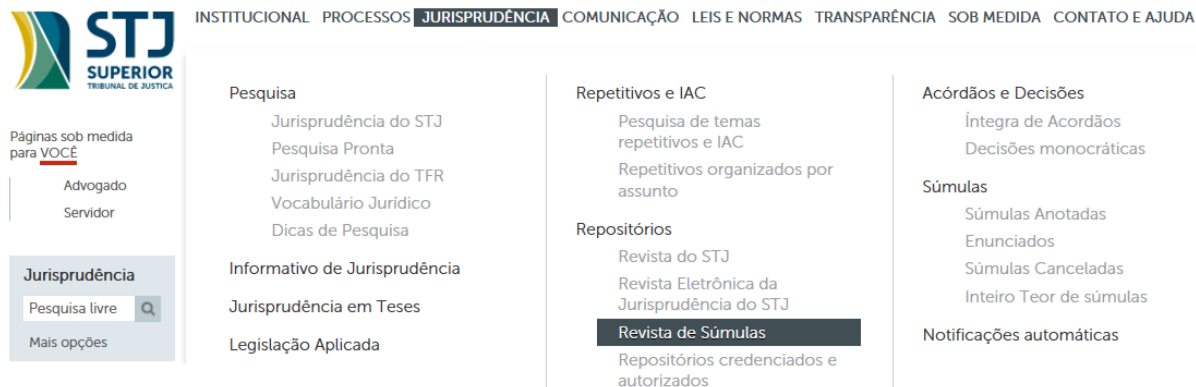 STJ
SUPERIOR
TRIBUNAL DE JUSTICA
INSTITUCIONAL PROCESSOS JURISPRUDÊNCIA COMUNICAÇÃO LEIS E NORMAS TRANSPARÊNCIA SOB MEDIDA CONTATO E AJUDA
Páginas sob medida
para VOCÊ
Advogado
Servidor
Jurisprudência
Pesquisa livre
Mais opções
Pesquisa
Jurisprudência do STJ
Pesquisa Pronta
Jurisprudência do TFR
Vocabulário Jurídico
Dicas de Pesquisa
Informativo de Jurisprudência
Jurisprudência em Teses
Legislação Aplicada
Repetitivos e IAC
Pesquisa de temas
repetitivos e IAC
Repetitivos organizados por
assunto
Repositórios
Revista do STJ
Revista Eletrônica da
Jurisprudência do STJ
Revista de Súmulas
Repositórios credenciados e
autorizados
Acórdãos e Decisões
Íntegra de Acordãos
Decisões monocráticas
Súmulas
Súmulas Anotadas
Enunciados
Súmulas Canceladas
Inteiro Teor de súmulas
Notificações automáticas